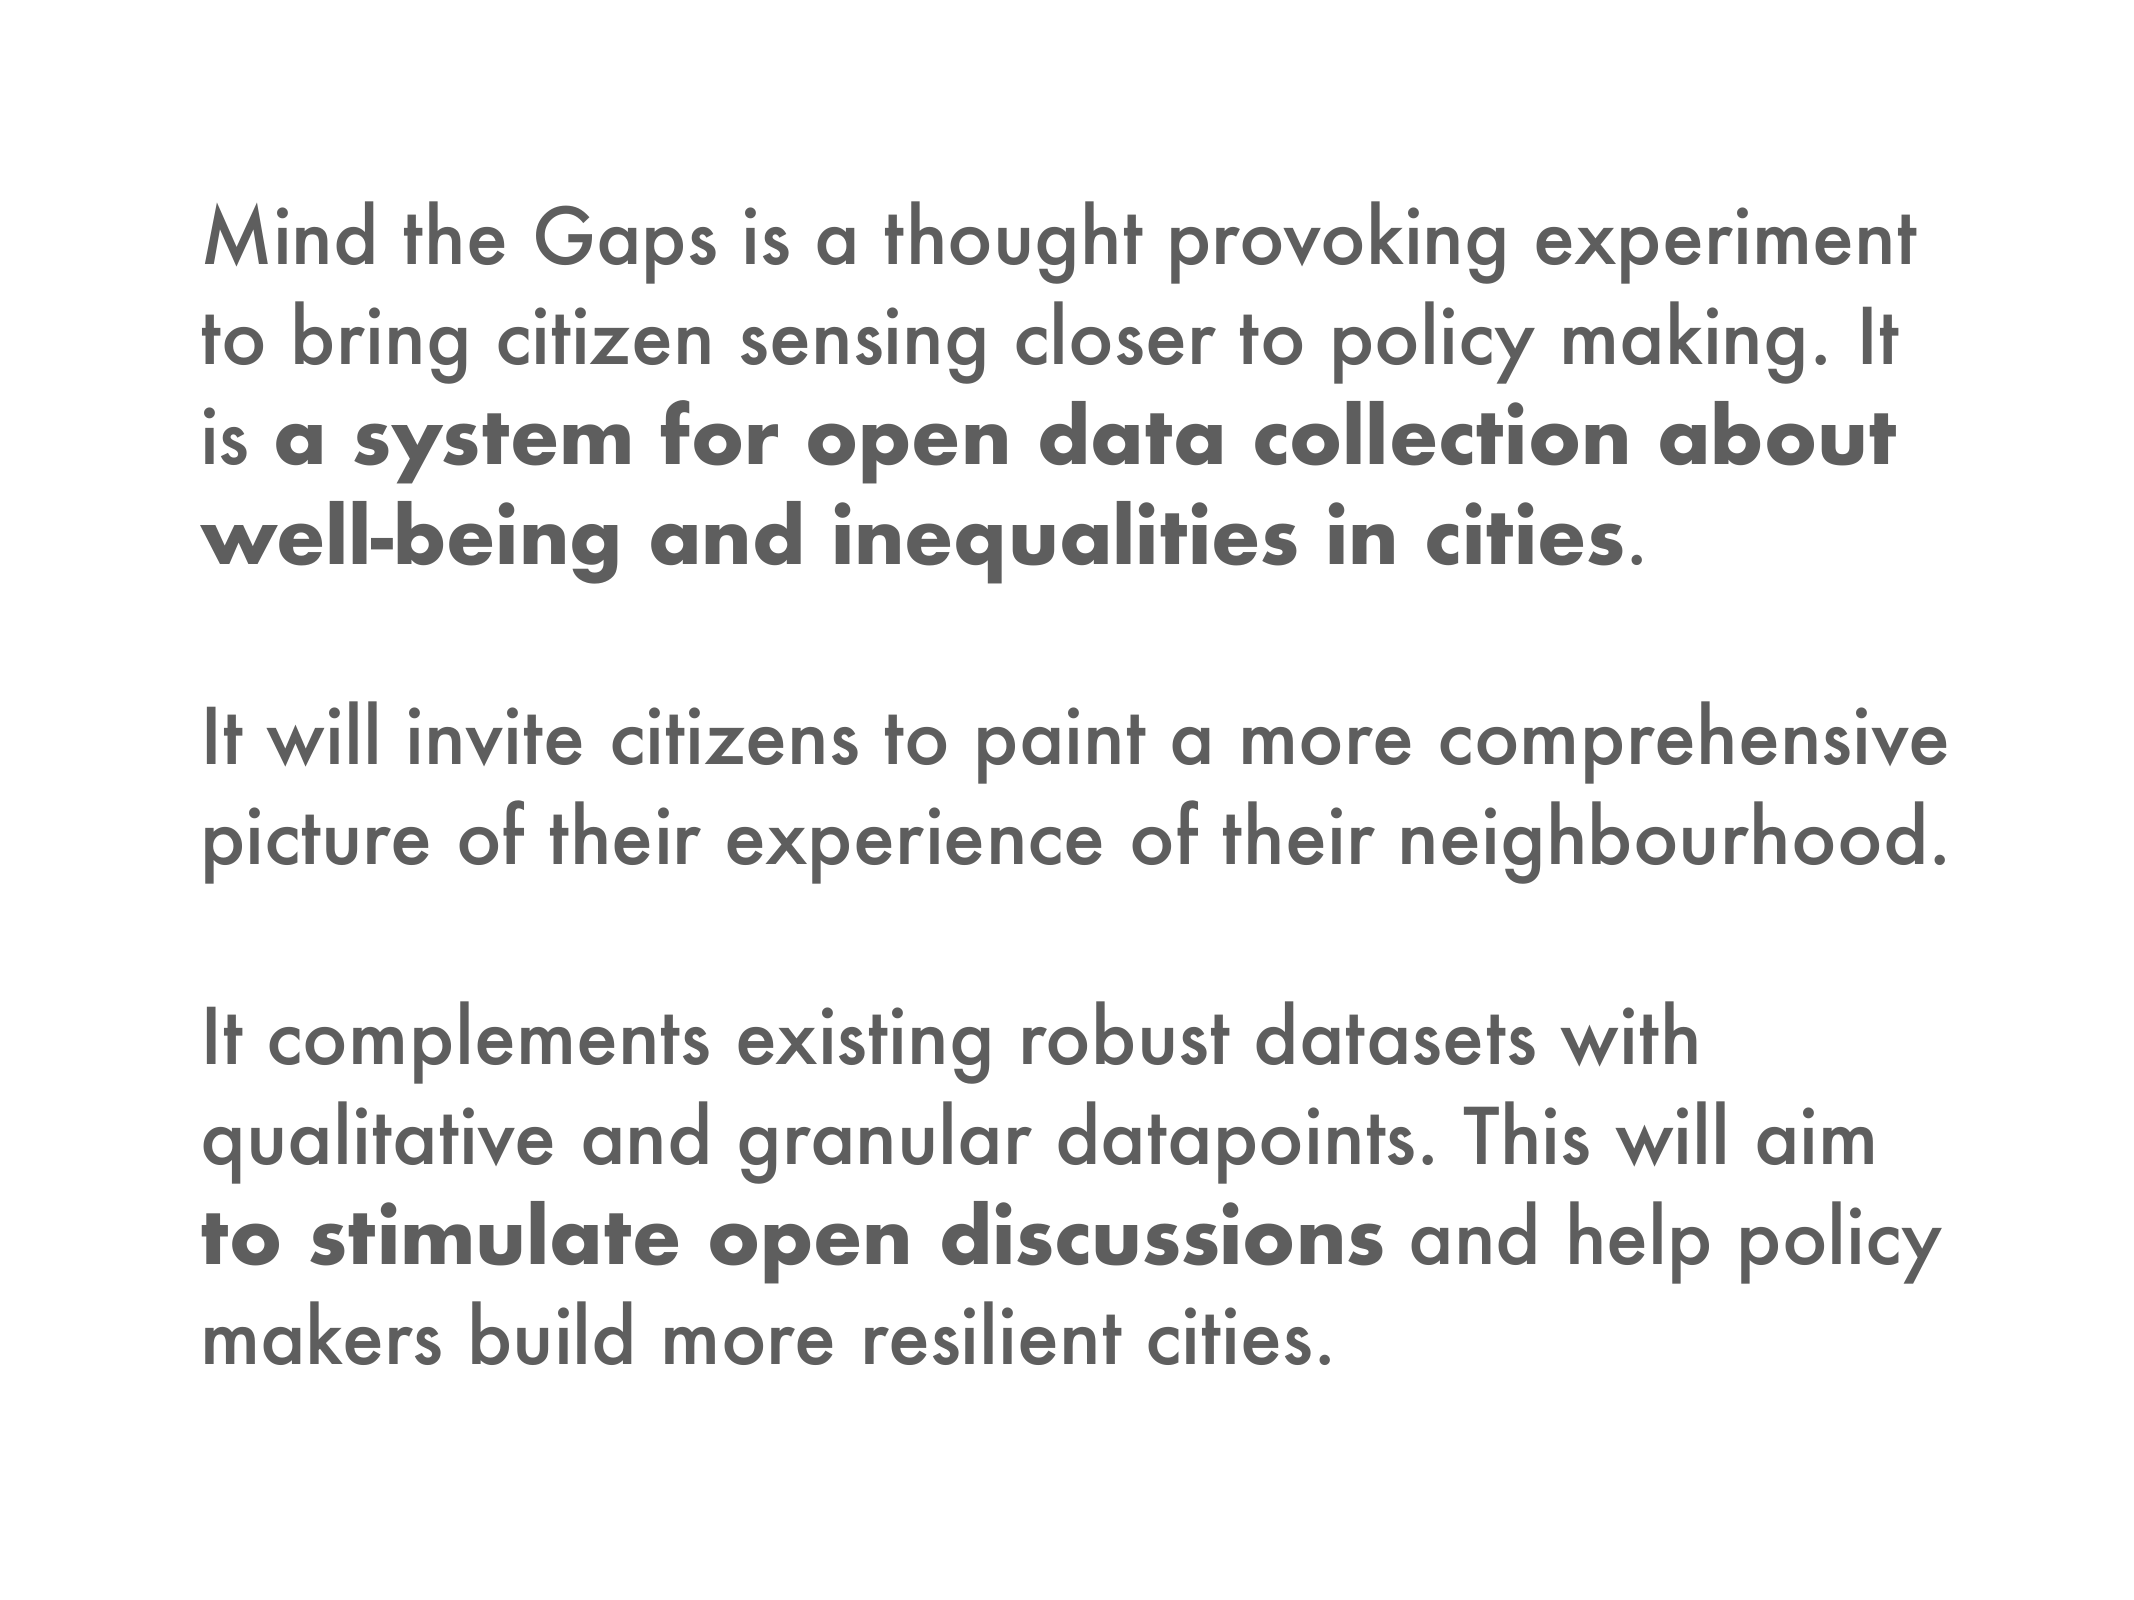 Mind the Gaps is a thought provoking experiment
to bring citizen sensing closer to policy making. It
is a system for open data collection about
well-being and inequalities in cities.
It will invite citizens to paint a more comprehensive
picture of their experience of their neighbourhood.
It complements existing robust datasets with
qualitative and granular datapoints. This will aim
to stimulate open discussions and help policy
makers build more resilient cities.